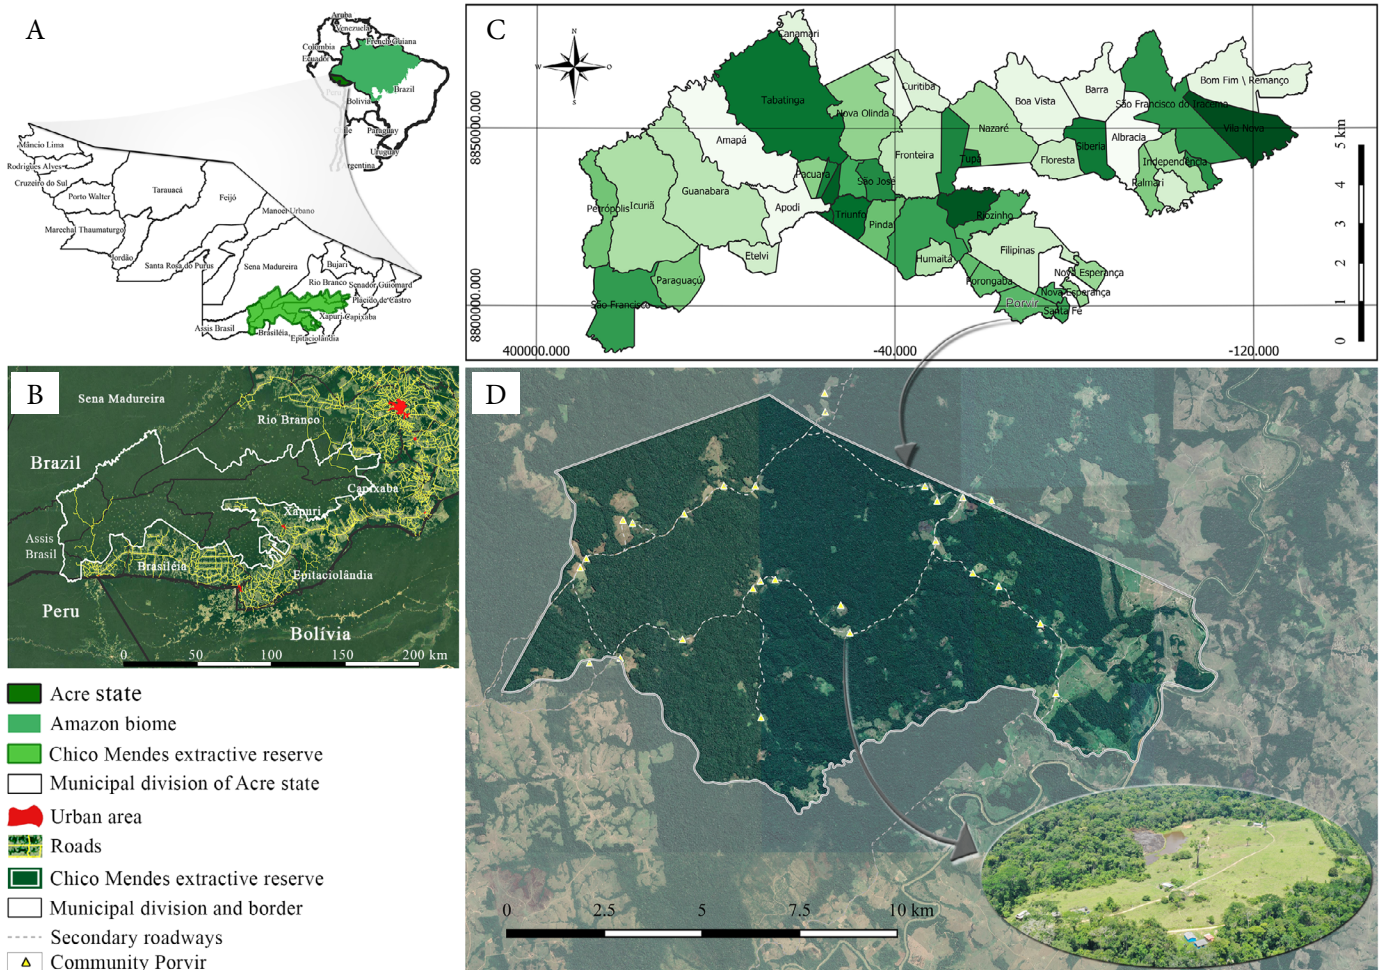 A
Aruba
Venezuela
French Guiana
Colombia
Ecuador
Brazil
Bolivia
Paraguay
Uruguay
Argentina
Mâncio Lima
Rodrigues Alves
Cruzeiro do Sul
Porto Walter
Tarauacá
Feijó
Marechal Thaumaturgo
Manoel Urbano
Jordão
Santa Rosa do Purus
Sena Madureira
Bujari
Rio Branco
Senador Guiomard
Plácido de Castro
Xapuri
Capixaba
Assis Brasil
Brasiléia
Epitaciolândia
B
Sena Madureira
Rio Branco
Brazil
Capixaba
Xapuri
Assis
Brasil
Brasiléia
Epitaciolândia
Peru
Bolívia
0 50 100 150 200 km
Acre state
Amazon biome
Chico Mendes extractive reserve
Municipal division of Acre state
Urban area
Roads
Chico Mendes extractive reserve
Municipal division and border
Secondary roadways
Community Porvir
C
N
W
O
S
Canamari
Tabatinga
Curitiba
Nova Olinda
Boa Vista
Barra
Bom Fim \ Remanço
São Francisco do Iracema
Vila Nova
Amapá
Nazaré
Albracia
Siberia
Fronteira
Tupã
Floresta
Independência
Pacuara
São José
Palmari
Guanabara
Petrópolis
Icuriã
Apodi
Triunfo
Pindal
Riozinho
Etelvi
Humaitá
Filipinas
Nova Esperança
Paraguaçú
Porongaba
Nova Esperança
São Francisco
Porvir
Santa Fé
8850000.000
8800000.000
400000.000
-40.000
-120.000
0 1 2 3 4 5 km
D
0 2.5 5 7.5 10 km